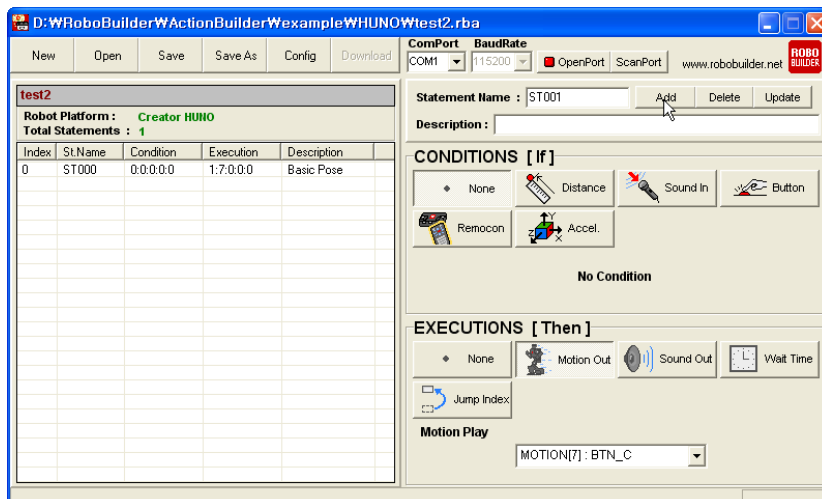 D:₩RoboBuilder₩ActionBuilder₩example₩HUNO₩test2.rba
New Open Save Save As Config Download
ComPort BaudRate
COM1 115200 OpenPort ScanPort www.robobuilder.net ROBO BUILDER
test2
Robot Platform : Creator HUNO
Total Statements : 1
Index St.Name Condition Execution Description
0 ST000 0:0:0:0:0 1:7:0:0:0 Basic Pose
Statement Name : ST001 Add Delete Update
Description :
CONDITIONS [ If ]
None Distance Sound In Button
Remocon Accel.
X Y Z
No Condition
EXECUTIONS [ Then ]
None Motion Out Sound Out Wait Time
Jump Index
Motion Play
MOTION[7] : BTN_C